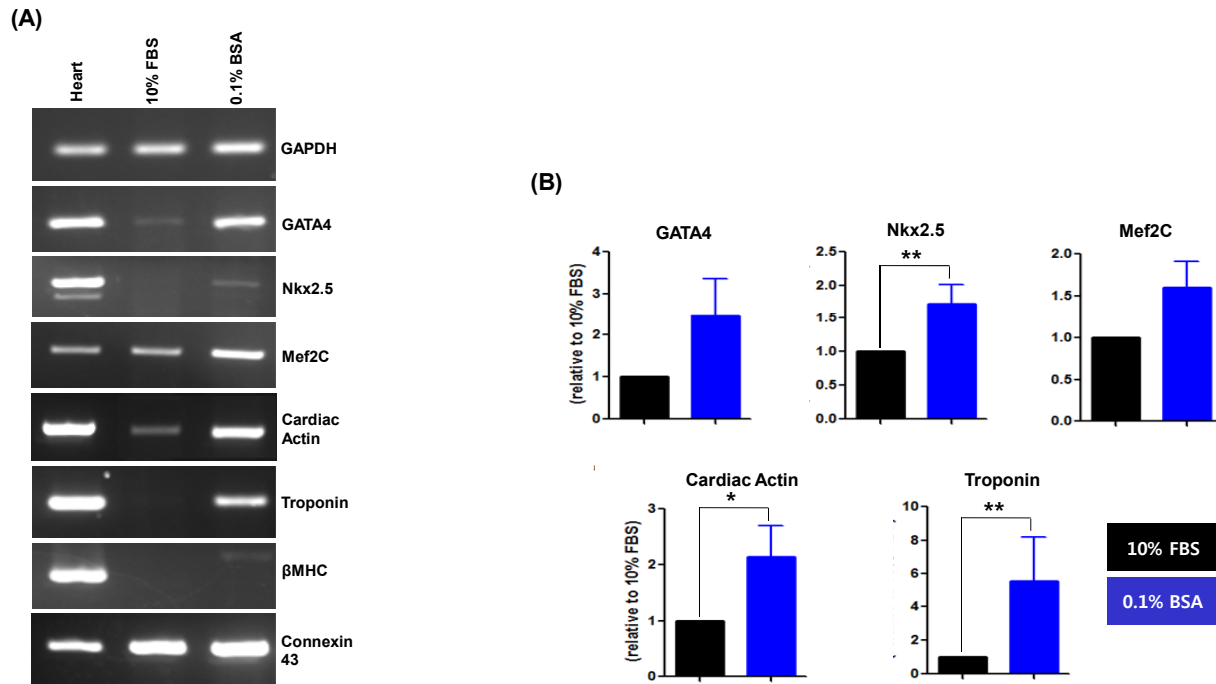 (A)
Heart
10% FBS
0.1% BSA
GAPDH
GATA4
Nkx2.5
Mef2C
Cardiac
Actin
Troponin
βMHC
Connexin
43
(B)
GATA4
(relative to 10% FBS)
4
3
2
1
0
Nkx2.5
**
2.5
2.0
1.5
1.0
0.5
0.0
Mef2C
2.0
1.5
1.0
0.5
0.0
Cardiac Actin
*
(relative to 10% FBS)
3
2
1
0
Troponin
**
10
8
6
4
2
0
10% FBS
0.1% BSA